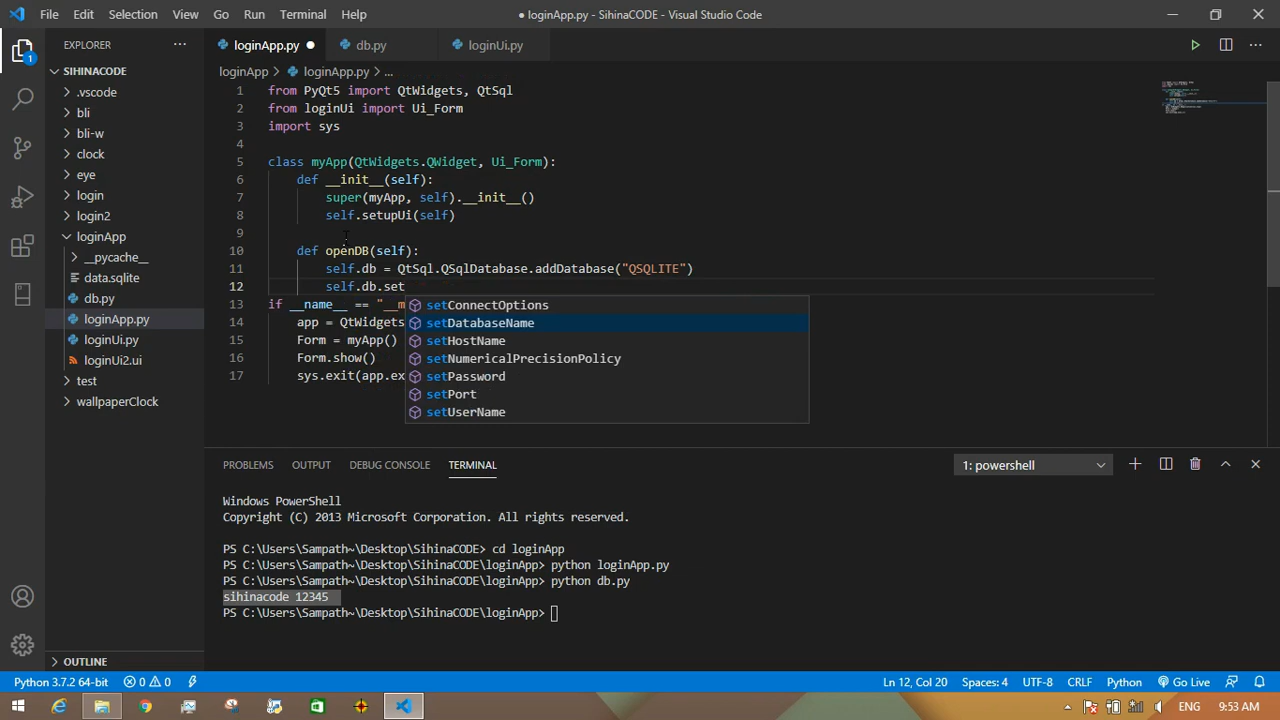 File Edit Selection View Go Run Terminal Help
● loginApp.py - SihinaCODE - Visual Studio Code
EXPLORER ...
1
SIHINACODE
.vscode
bli
bli-w
clock
eye
login
login2
loginApp
__pycache__
data.sqlite
db.py
loginApp.py
loginUi.py
loginUi2.ui
test
wallpaperClock
OUTLINE
loginApp.py ● db.py loginUi.py
loginApp > loginApp.py > ...
1 from PyQt5 import QtWidgets, QtSql
2 from loginUi import Ui_Form
3 import sys
4
5 class myApp(QtWidgets.QWidget, Ui_Form):
6 def __init__(self):
7 super(myApp, self).__init__()
8 self.setupUi(self)
9
10 def openDB(self):
11 self.db = QtSql.QSqlDatabase.addDatabase("QSQLITE")
12 self.db.set
13 if __name__ == "__m
14 app = QtWidgets
15 Form = myApp()
16 Form.show()
17 sys.exit(app.ex
setConnectOptions
setDatabaseName
setHostName
setNumericalPrecisionPolicy
setPassword
setPort
setUserName
PROBLEMS OUTPUT DEBUG CONSOLE TERMINAL
1: powershell
Windows PowerShell
Copyright (C) 2013 Microsoft Corporation. All rights reserved.
PS C:\Users\Sampath~\Desktop\SihinaCODE> cd loginApp
PS C:\Users\Sampath~\Desktop\SihinaCODE\loginApp> python loginApp.py
PS C:\Users\Sampath~\Desktop\SihinaCODE\loginApp> python db.py
sihinacode 12345
PS C:\Users\Sampath~\Desktop\SihinaCODE\loginApp>
Python 3.7.2 64-bit 0 0 Ln 12, Col 20 Spaces: 4 UTF-8 CRLF Python Go Live
ENG 9:53 AM